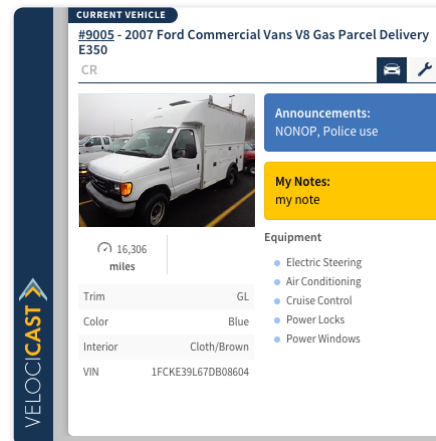 CURRENT VEHICLE
#9005 - 2007 Ford Commercial Vans V8 Gas Parcel Delivery
E350
CR
Announcements:
NONOP, Police use
My Notes:
my note
16,306
miles
Equipment
Electric Steering
Air Conditioning
Cruise Control
Power Locks
Power Windows
Trim GL
Color Blue
Interior Cloth/Brown
VIN 1FCKE39L67DB08604
VELOCICAST